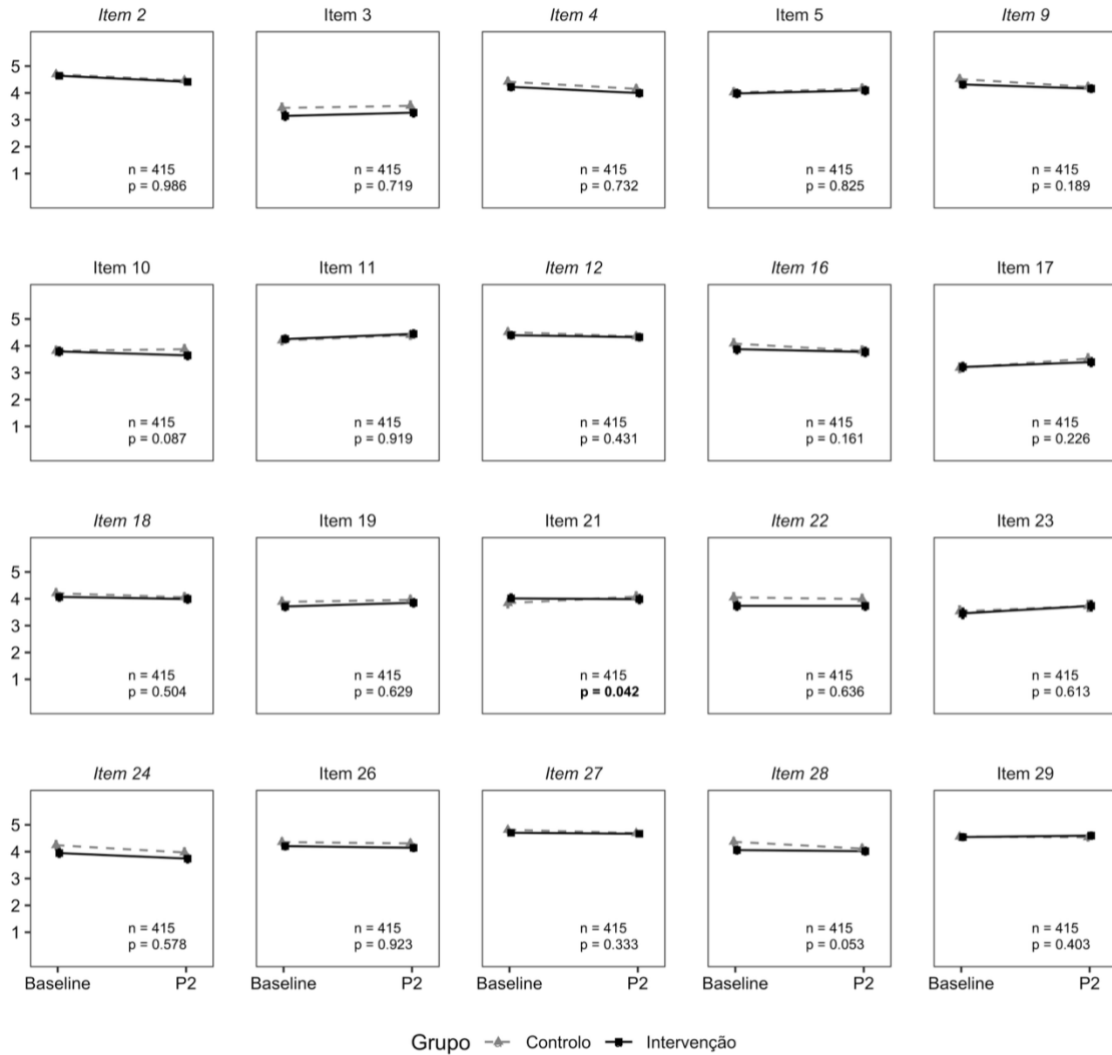 Item 2 Item 3 Item 4 Item 5 Item 9
5
4
3
2
1
n = 415 n = 415 n = 415 n = 415 n = 415
p = 0.986 p = 0.719 p = 0.732 p = 0.825 p = 0.189
Item 10 Item 11 Item 12 Item 16 Item 17
5
4
3
2
1
n = 415 n = 415 n = 415 n = 415 n = 415
p = 0.087 p = 0.919 p = 0.431 p = 0.161 p = 0.226
Item 18 Item 19 Item 21 Item 22 Item 23
5
4
3
2
1
n = 415 n = 415 n = 415 n = 415 n = 415
p = 0.504 p = 0.629 p = 0.042 p = 0.636 p = 0.613
Item 24 Item 26 Item 27 Item 28 Item 29
5
4
3
2
1
n = 415 n = 415 n = 415 n = 415 n = 415
p = 0.578 p = 0.923 p = 0.333 p = 0.053 p = 0.403
Baseline P2 Baseline P2 Baseline P2 Baseline P2 Baseline P2
Grupo Controlo Intervenção